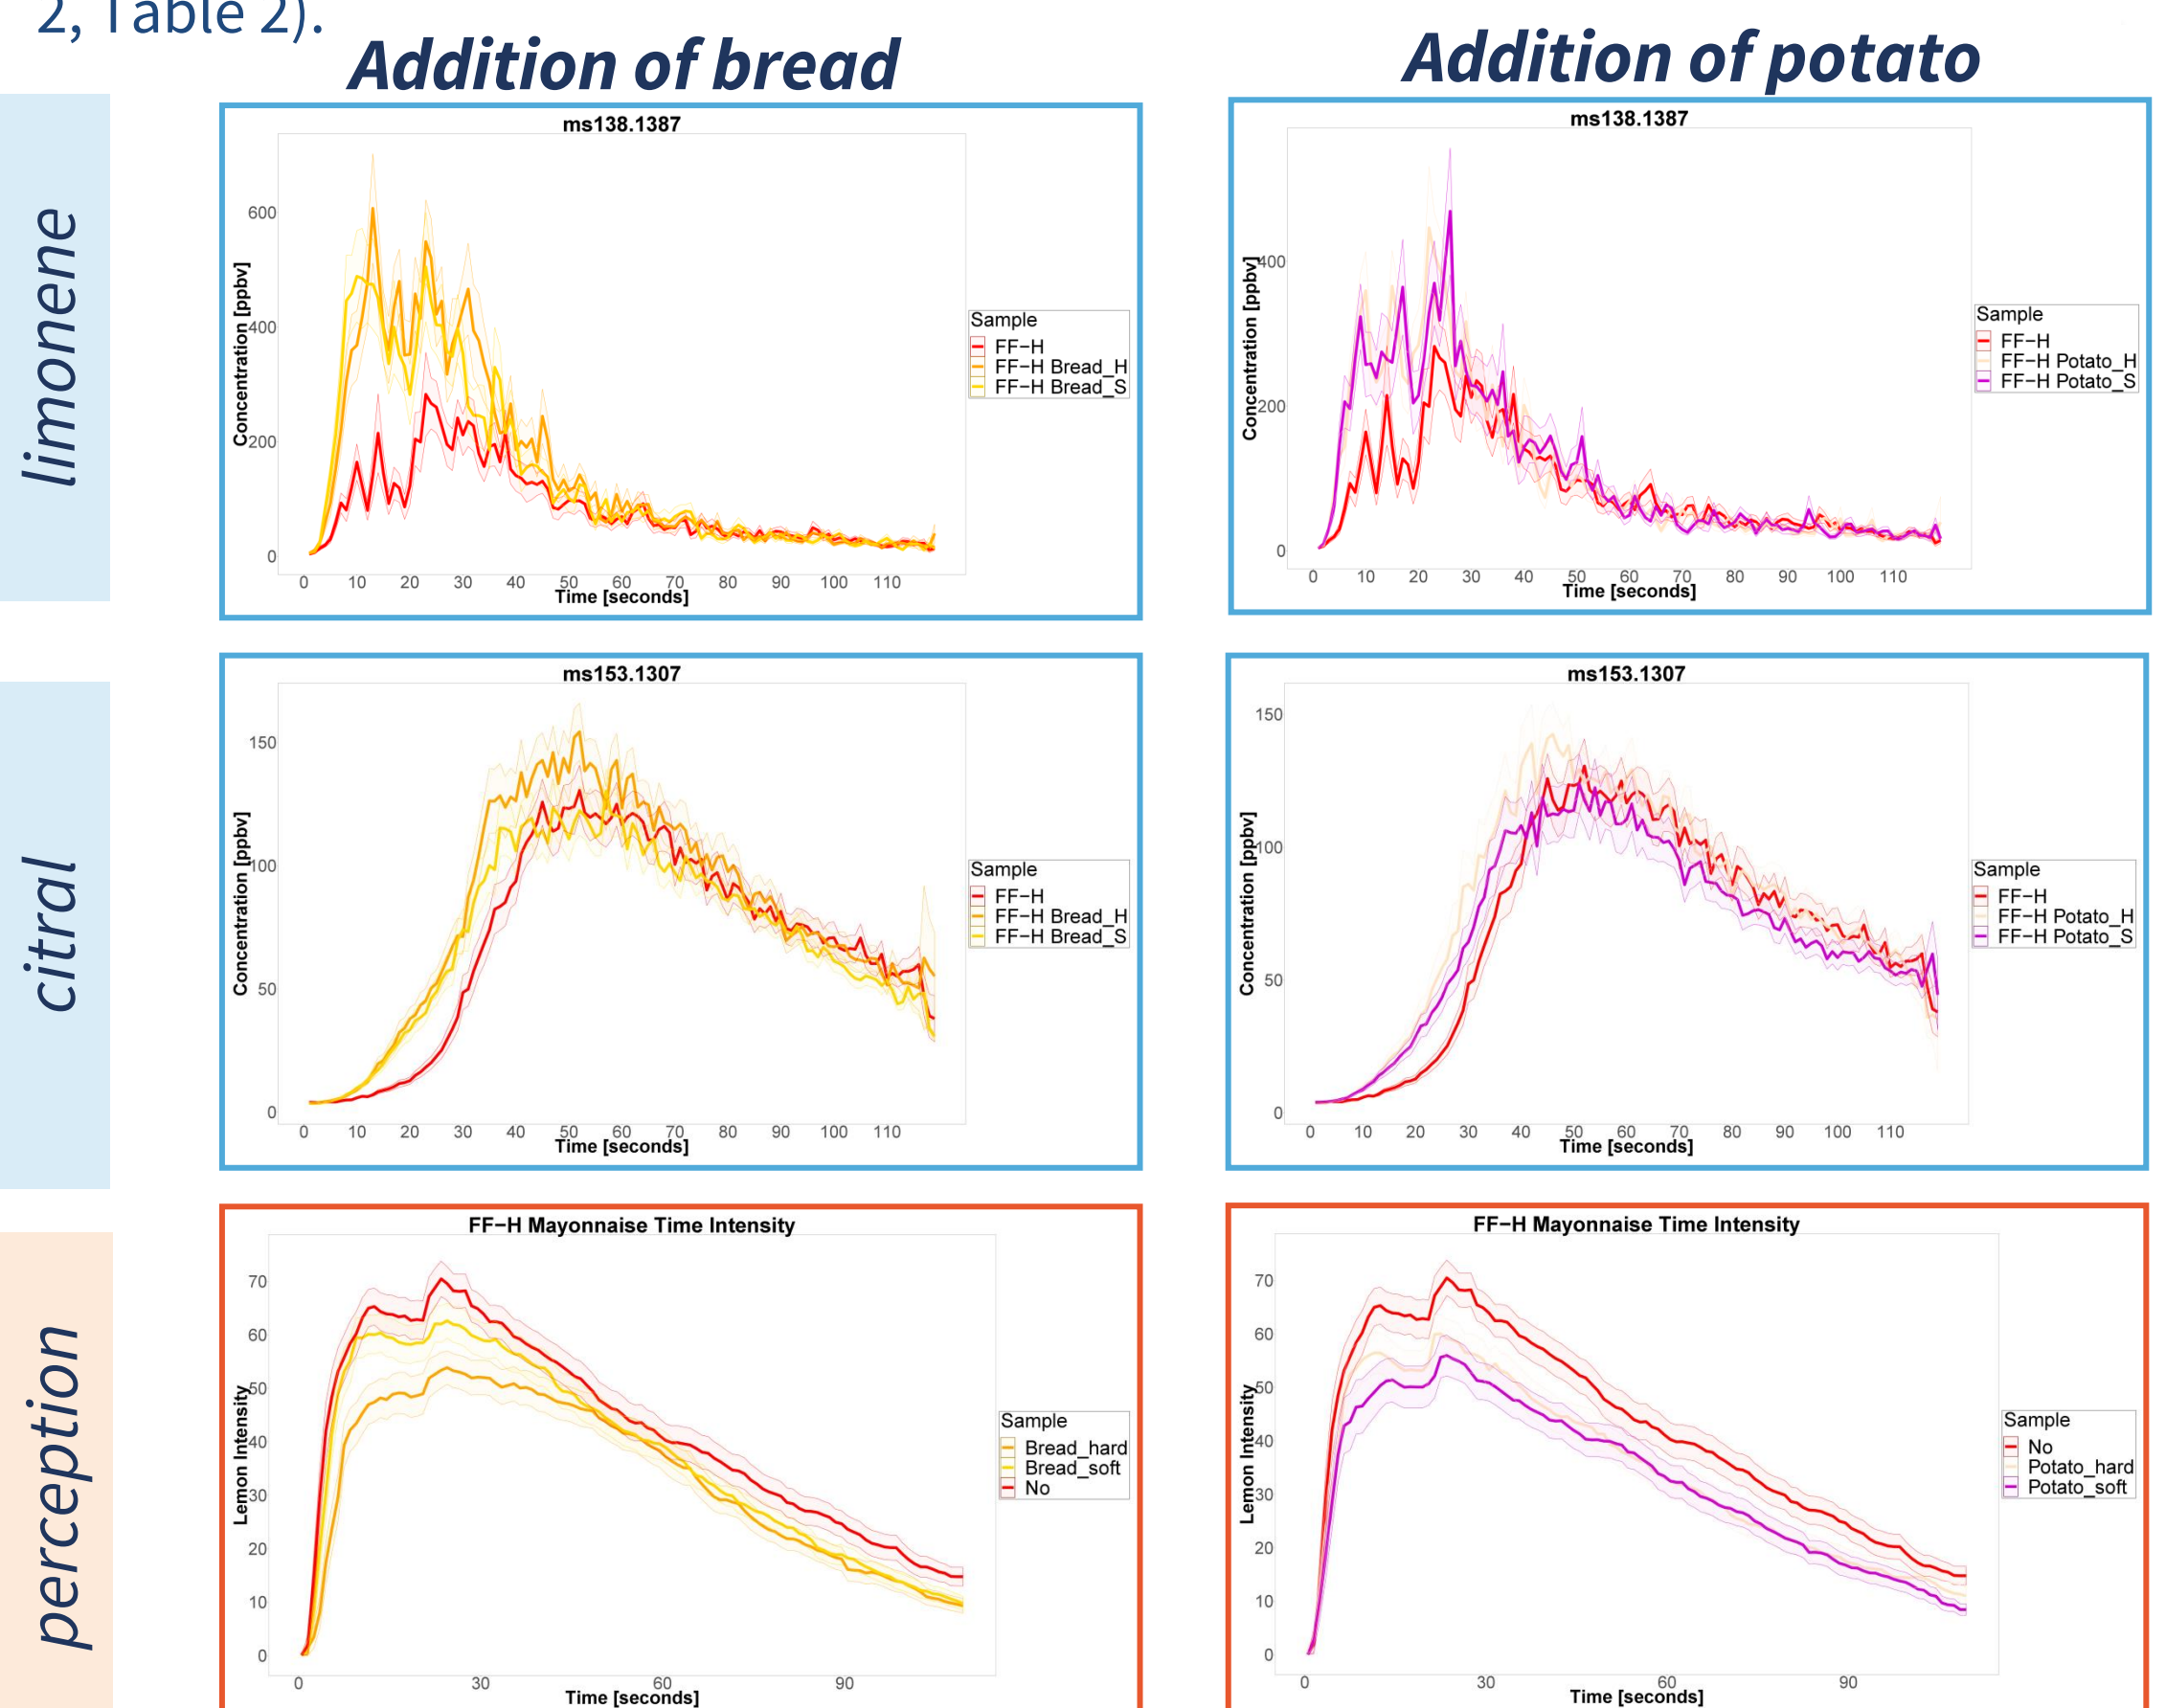 2, Table 2).
Addition of bread
Addition of potato
limonene
ms138.1387
Concentration [ppbv]
600
400
200
0
0 10 20 30 40 50 60 70 80 90 100 110
Time [seconds]
Sample
FF−H
FF−H Bread_H
FF−H Bread_S
ms138.1387
Concentration [ppbv]
400
200
0
0 10 20 30 40 50 60 70 80 90 100 110
Time [seconds]
Sample
FF−H
FF−H Potato_H
FF−H Potato_S
citral
ms153.1307
Concentration [ppbv]
150
100
50
0
0 10 20 30 40 50 60 70 80 90 100 110
Time [seconds]
Sample
FF−H
FF−H Bread_H
FF−H Bread_S
ms153.1307
Concentration [ppbv]
150
100
50
0
0 10 20 30 40 50 60 70 80 90 100 110
Time [seconds]
Sample
FF−H
FF−H Potato_H
FF−H Potato_S
perception
FF−H Mayonnaise Time Intensity
Lemon Intensity
70
60
50
40
30
20
10
0
0 30 60 90
Time [seconds]
Sample
Bread_hard
Bread_soft
No
FF−H Mayonnaise Time Intensity
Lemon Intensity
70
60
50
40
30
20
10
0
0 30 60 90
Time [seconds]
Sample
No
Potato_hard
Potato_soft